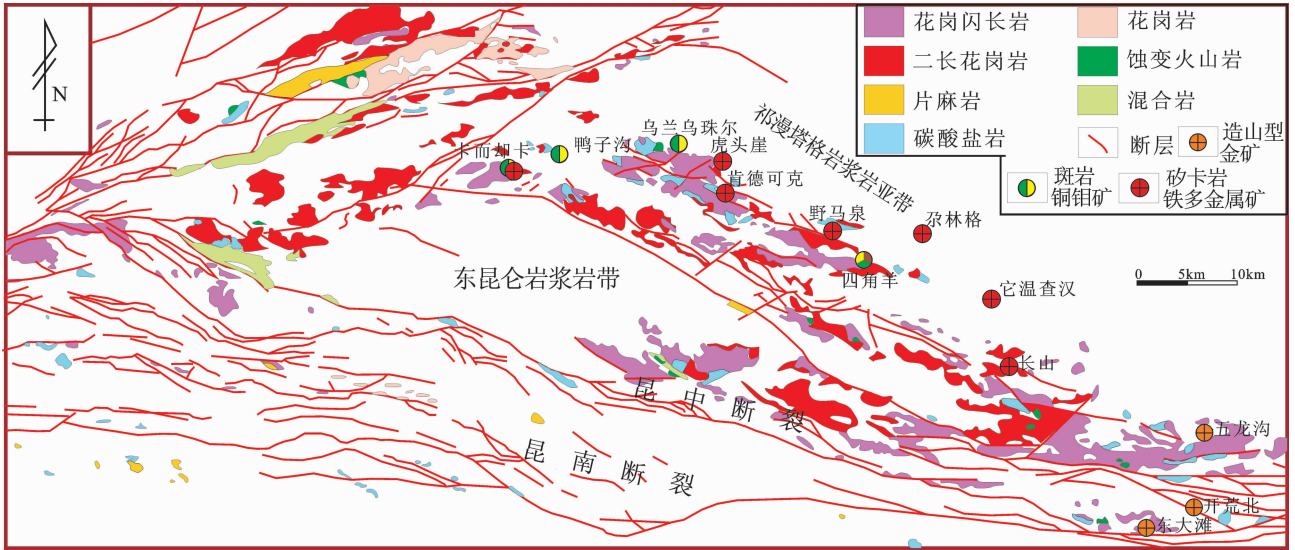 N
花岗闪长岩
花岗岩
二长花岗岩
蚀变火山岩
片麻岩
混合岩
碳酸盐岩
断层
造山型
金矿
斑岩
铜钼矿
矽卡岩
铁多金属矿
乌兰乌珠尔
鸭子沟
卡而却卡
虎头崖
肯德可克
祁漫塔格岩浆岩亚带
野马泉
尕林格
四角羊
东昆仑岩浆岩带
它温查汉
0 5km 10km
长山
昆中断裂
五龙沟
昆南断裂
开荒北
东大滩